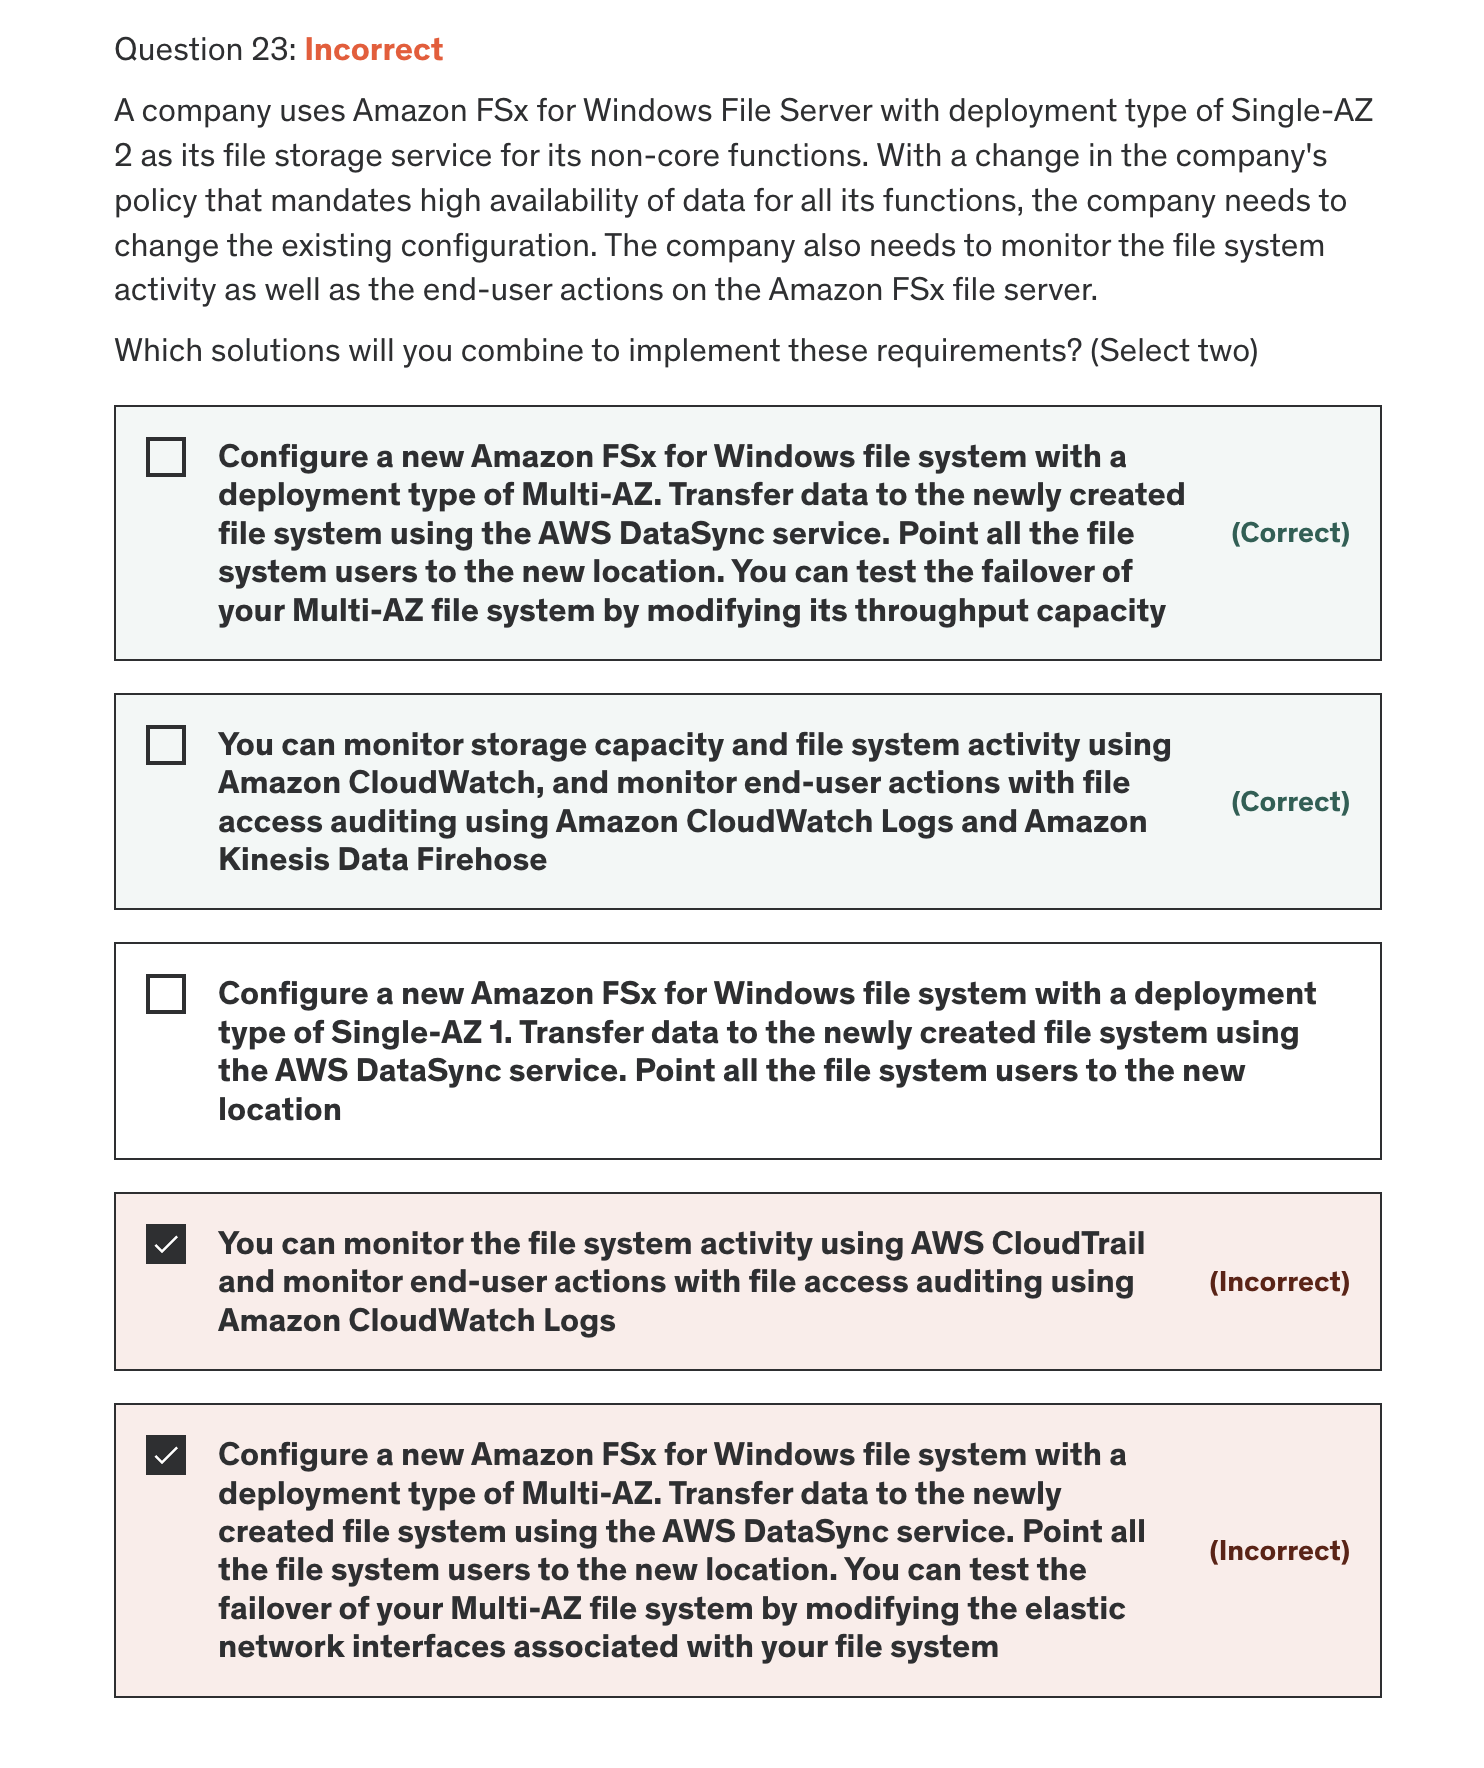 Question 23: Incorrect
A company uses Amazon FSx for Windows File Server with deployment type of Single-AZ
2 as its file storage service for its non-core functions. With a change in the company's
policy that mandates high availability of data for all its functions, the company needs to
change the existing configuration. The company also needs to monitor the file system
activity as well as the end-user actions on the Amazon FSx file server.
Which solutions will you combine to implement these requirements? (Select two)
Configure a new Amazon FSx for Windows file system with a
deployment type of Multi-AZ. Transfer data to the newly created
file system using the AWS DataSync service. Point all the file
system users to the new location. You can test the failover of
your Multi-AZ file system by modifying its throughput capacity
(Correct)
You can monitor storage capacity and file system activity using
Amazon CloudWatch, and monitor end-user actions with file
access auditing using Amazon CloudWatch Logs and Amazon
Kinesis Data Firehose
(Correct)
Configure a new Amazon FSx for Windows file system with a deployment
type of Single-AZ 1. Transfer data to the newly created file system using
the AWS DataSync service. Point all the file system users to the new
location
You can monitor the file system activity using AWS CloudTrail
and monitor end-user actions with file access auditing using
Amazon CloudWatch Logs
(Incorrect)
Configure a new Amazon FSx for Windows file system with a
deployment type of Multi-AZ. Transfer data to the newly
created file system using the AWS DataSync service. Point all
the file system users to the new location. You can test the
failover of your Multi-AZ file system by modifying the elastic
network interfaces associated with your file system
(Incorrect)